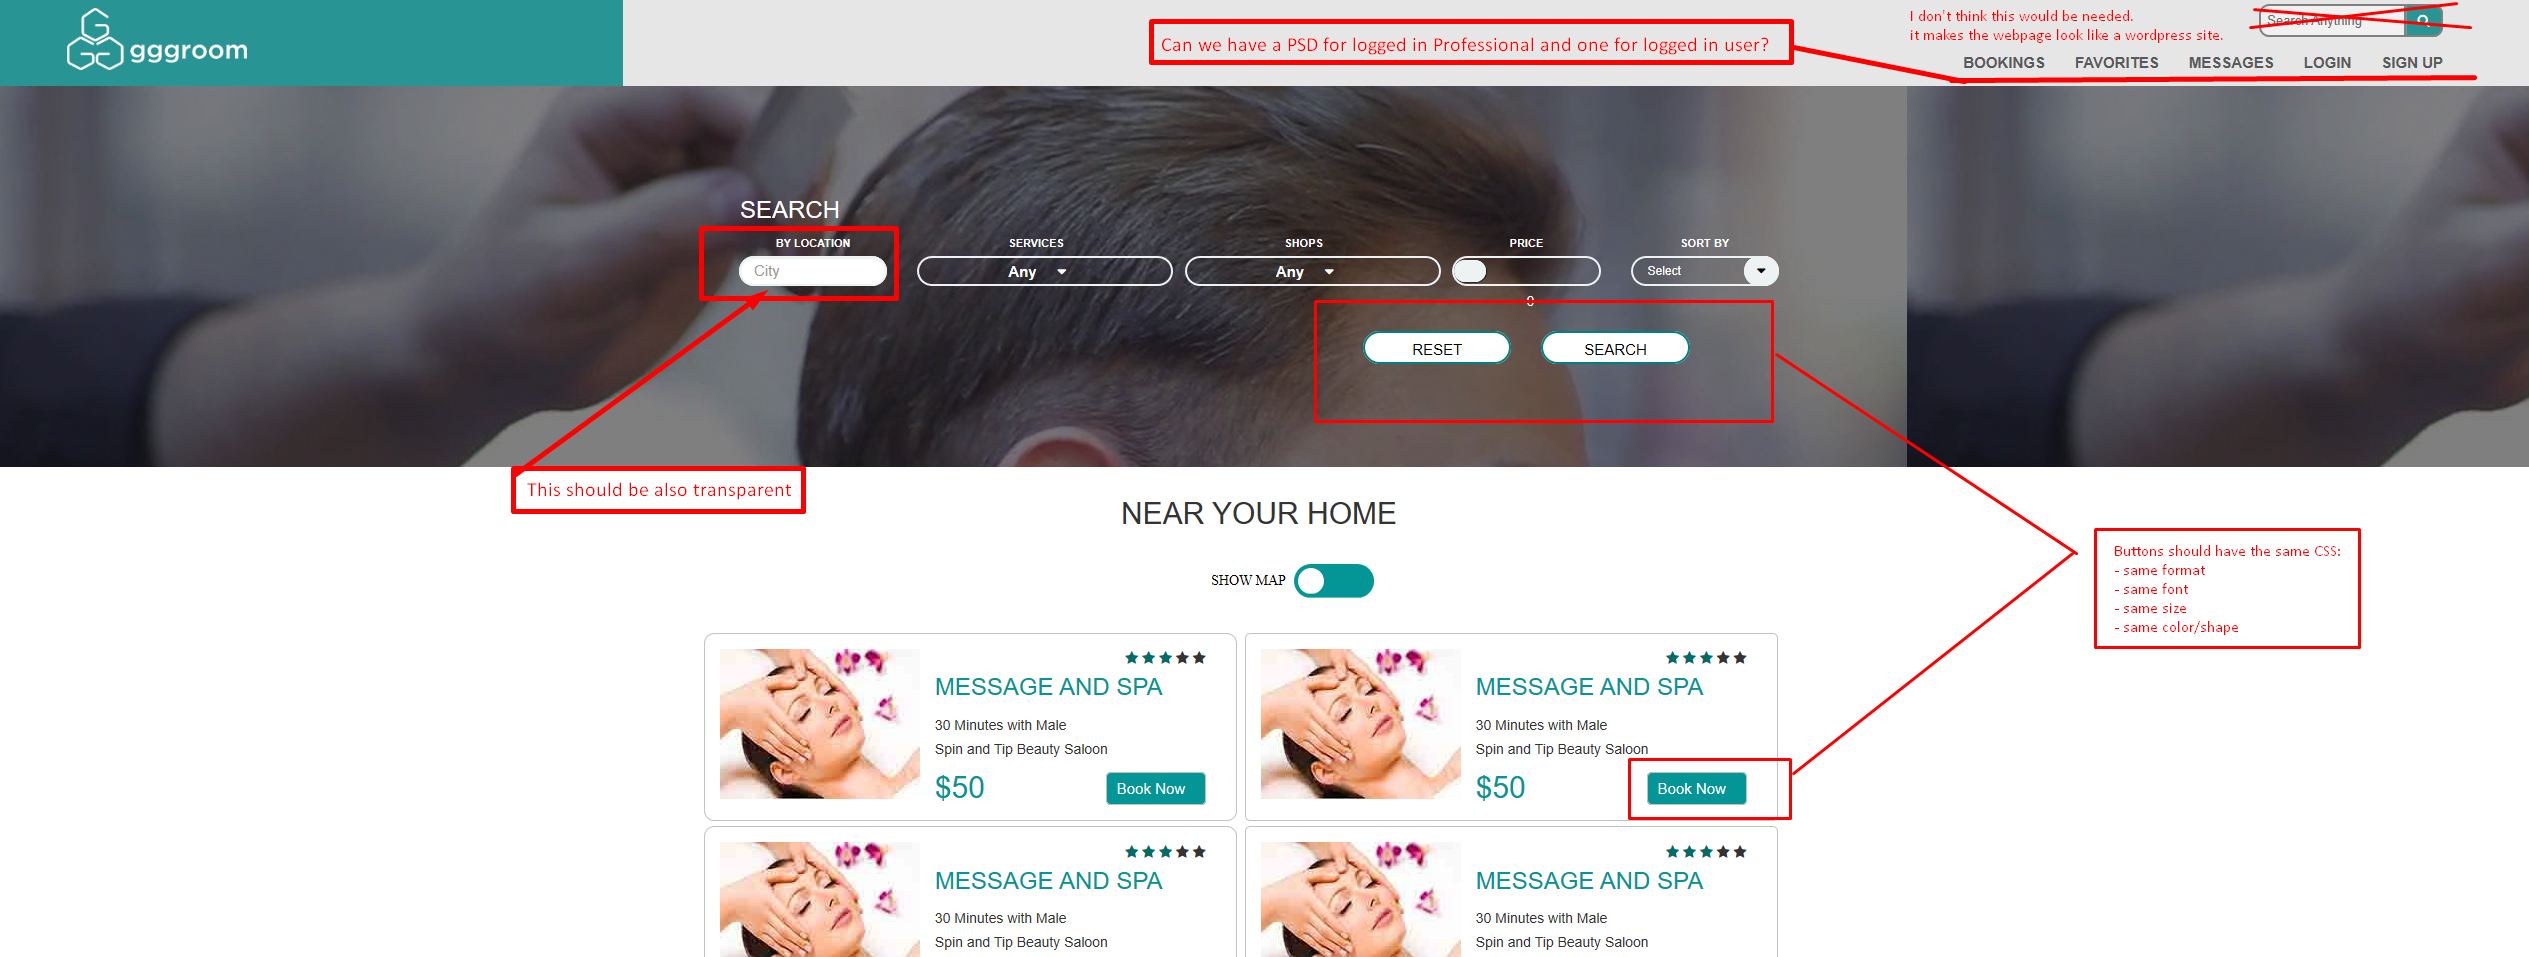 gggroom
Can we have a PSD for logged in Professional and one for logged in user?
I don't think this would be needed.
it makes the webpage look like a wordpress site.
Search Anything
BOOKINGS FAVORITES MESSAGES LOGIN SIGN UP
SEARCH
BY LOCATION SERVICES SHOPS PRICE SORT BY
City Any Any Select
0
RESET SEARCH
This should be also transparent
NEAR YOUR HOME
SHOW MAP
Buttons should have the same CSS:
- same format
- same font
- same size
- same color/shape
MESSAGE AND SPA
30 Minutes with Male
Spin and Tip Beauty Saloon
$50 Book Now
MESSAGE AND SPA
30 Minutes with Male
Spin and Tip Beauty Saloon
$50 Book Now
MESSAGE AND SPA
30 Minutes with Male
Spin and Tip Beauty Saloon
MESSAGE AND SPA
30 Minutes with Male
Spin and Tip Beauty Saloon